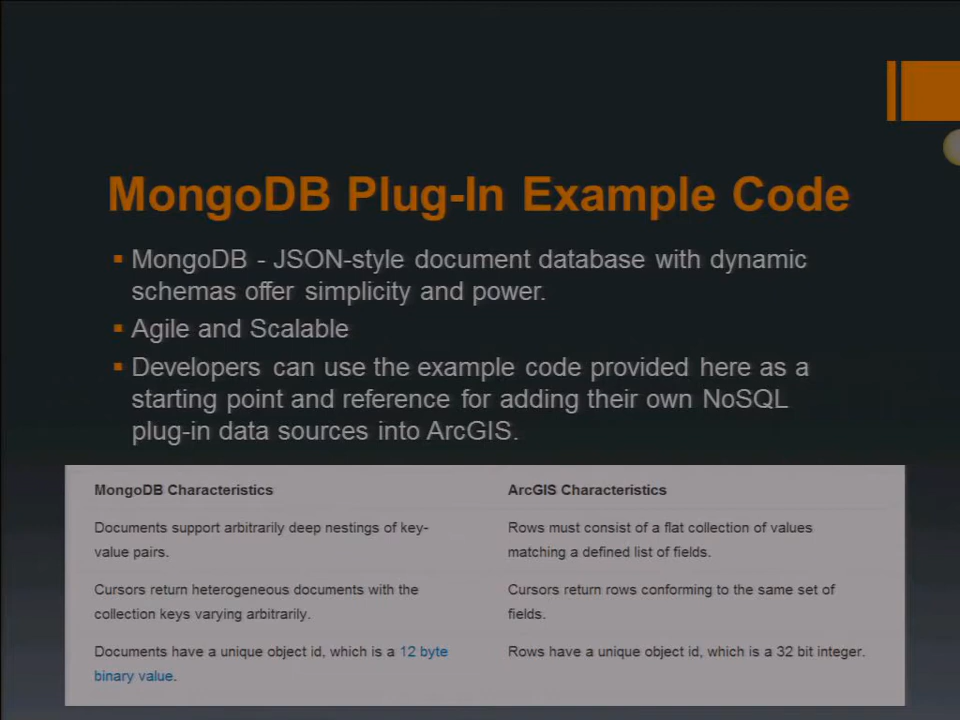 MongoDB Plug-In Example Code
MongoDB - JSON-style document database with dynamic
schemas offer simplicity and power.
Agile and Scalable
Developers can use the example code provided here as a
starting point and reference for adding their own NoSQL
plug-in data sources into ArcGIS.
MongoDB Characteristics
ArcGIS Characteristics
Documents support arbitrarily deep nestings of key-
value pairs.
Rows must consist of a flat collection of values
matching a defined list of fields.
Cursors return heterogeneous documents with the
collection keys varying arbitrarily.
Cursors return rows conforming to the same set of
fields.
Documents have a unique object id, which is a 12 byte
binary value.
Rows have a unique object id, which is a 32 bit integer.